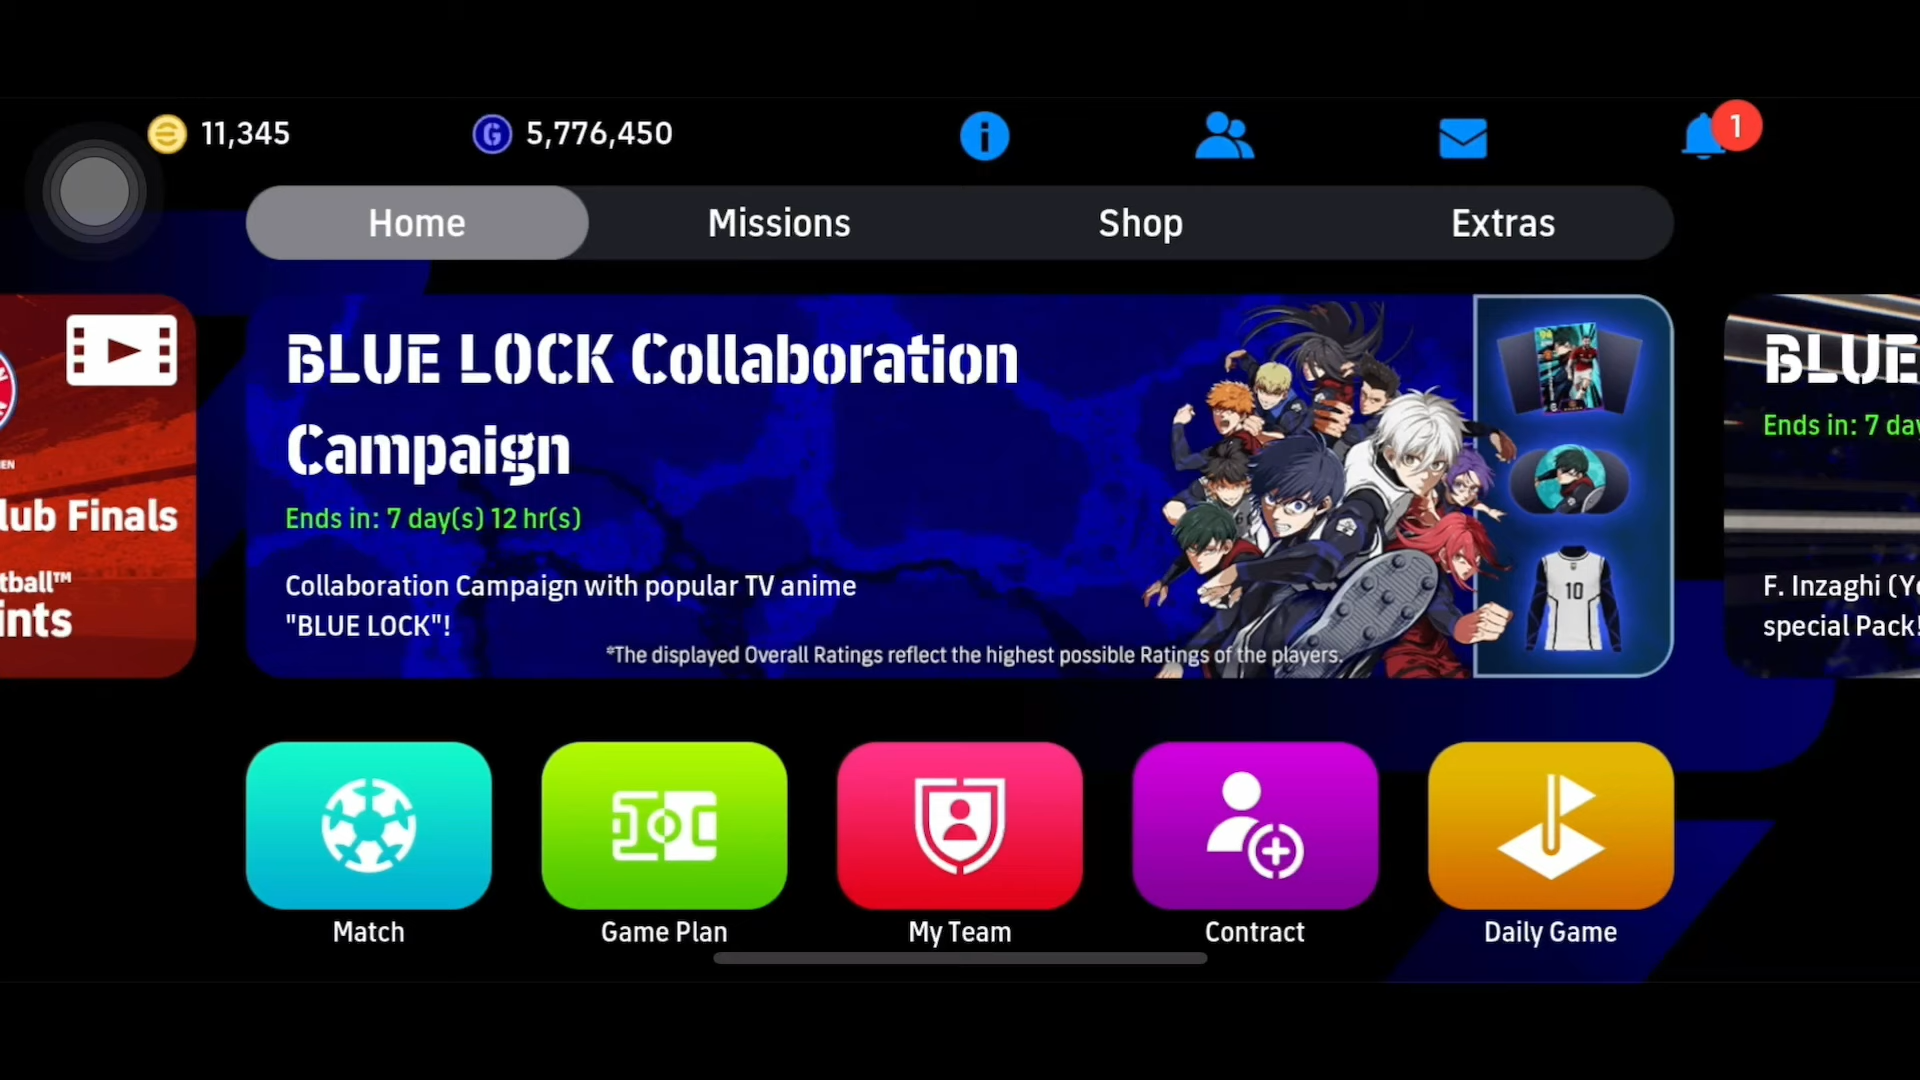 11,345
5,776,450
1
Home
Missions
Shop
Extras
EN
lub Finals
tball™
ints
BLUE LOCK Collaboration
Campaign
Ends in: 7 day(s) 12 hr(s)
Collaboration Campaign with popular TV anime
"BLUE LOCK"!
*The displayed Overall Ratings reflect the highest possible Ratings of the players.
10
BLUE
Ends in: 7 day
F. Inzaghi (Yo
special Pack!
Match
Game Plan
My Team
Contract
Daily Game